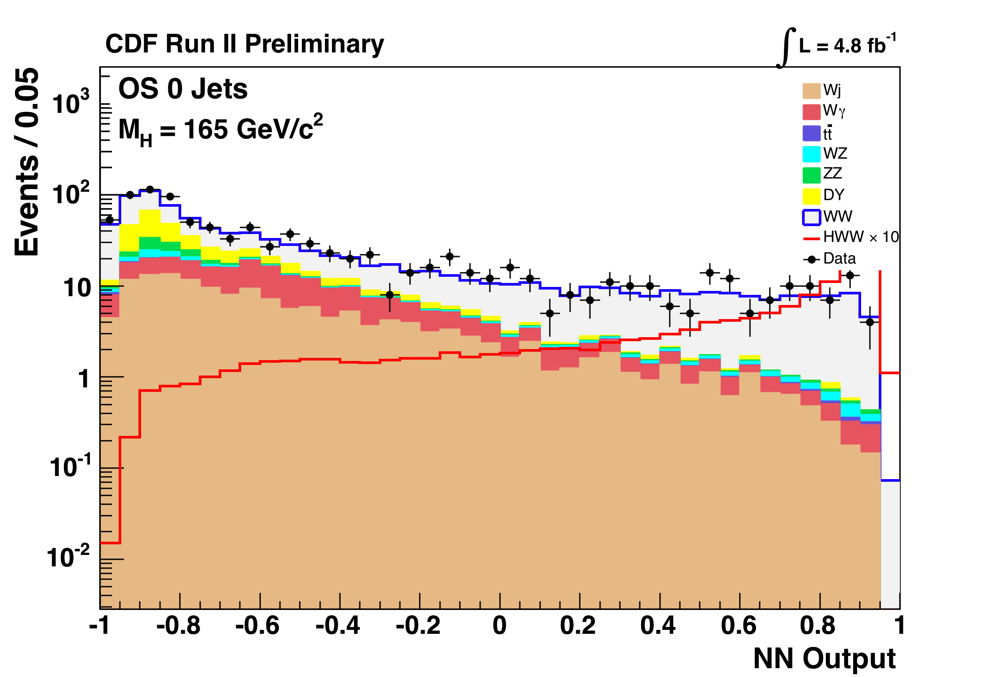 CDF Run II Preliminary
∫ L = 4.8 fb⁻¹
OS 0 Jets
M_H = 165 GeV/c²
Events / 0.05
10³
10²
10
1
10⁻¹
10⁻²
Wj
Wγ
tt̄
WZ
ZZ
DY
WW
HWW × 10
Data
-1 -0.8 -0.6 -0.4 -0.2 0 0.2 0.4 0.6 0.8 1
NN Output